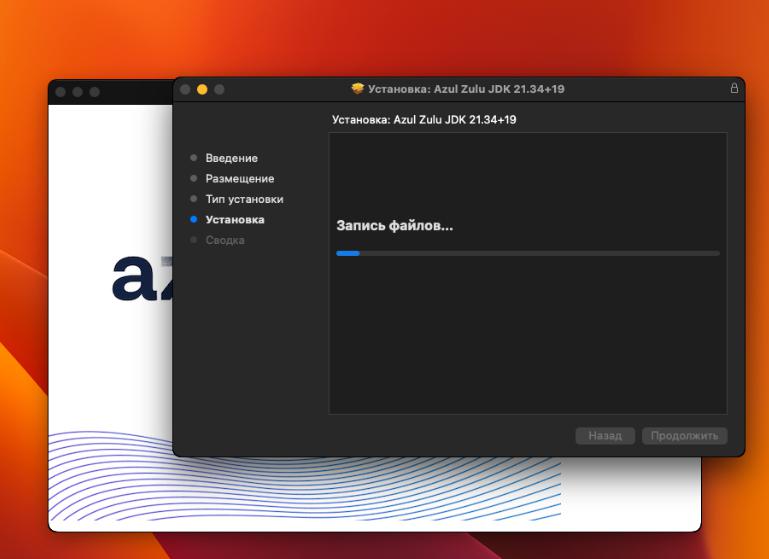 Установка: Azul Zulu JDK 21.34+19
Установка: Azul Zulu JDK 21.34+19
Введение
Размещение
Тип установки
Установка
Сводка
Запись файлов...
az
Назад
Продолжить